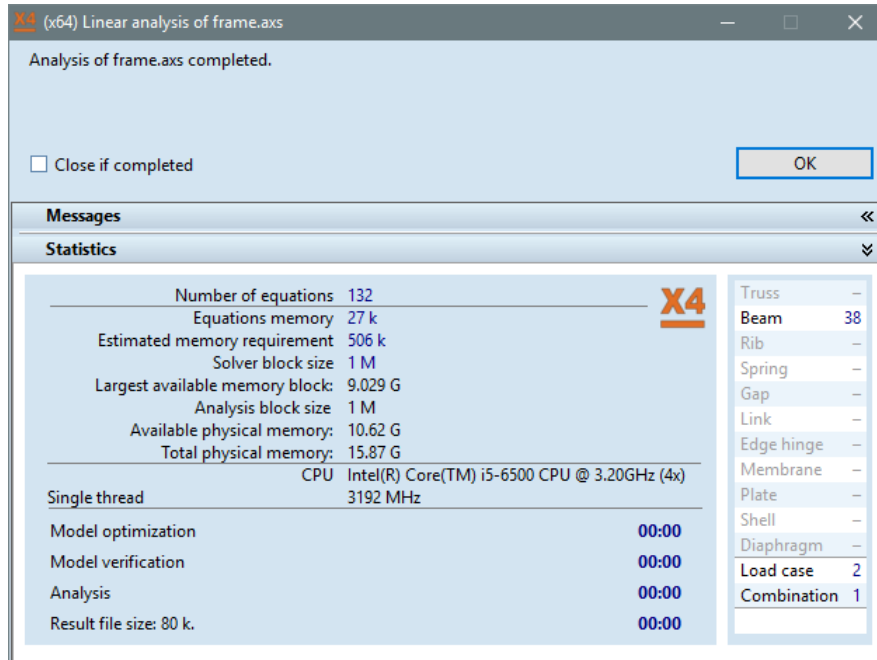 X4 (x64) Linear analysis of frame.axs
Analysis of frame.axs completed.
Close if completed
OK
Messages
Statistics
X4
Number of equations 132
Equations memory 27 k
Estimated memory requirement 506 k
Solver block size 1 M
Largest available memory block: 9.029 G
Analysis block size 1 M
Available physical memory: 10.62 G
Total physical memory: 15.87 G
CPU Intel(R) Core(TM) i5-6500 CPU @ 3.20GHz (4x)
Single thread 3192 MHz
Model optimization 00:00
Model verification 00:00
Analysis 00:00
Result file size: 80 k. 00:00
Truss –
Beam 38
Rib –
Spring –
Gap –
Link –
Edge hinge –
Membrane –
Plate –
Shell –
Diaphragm –
Load case 2
Combination 1